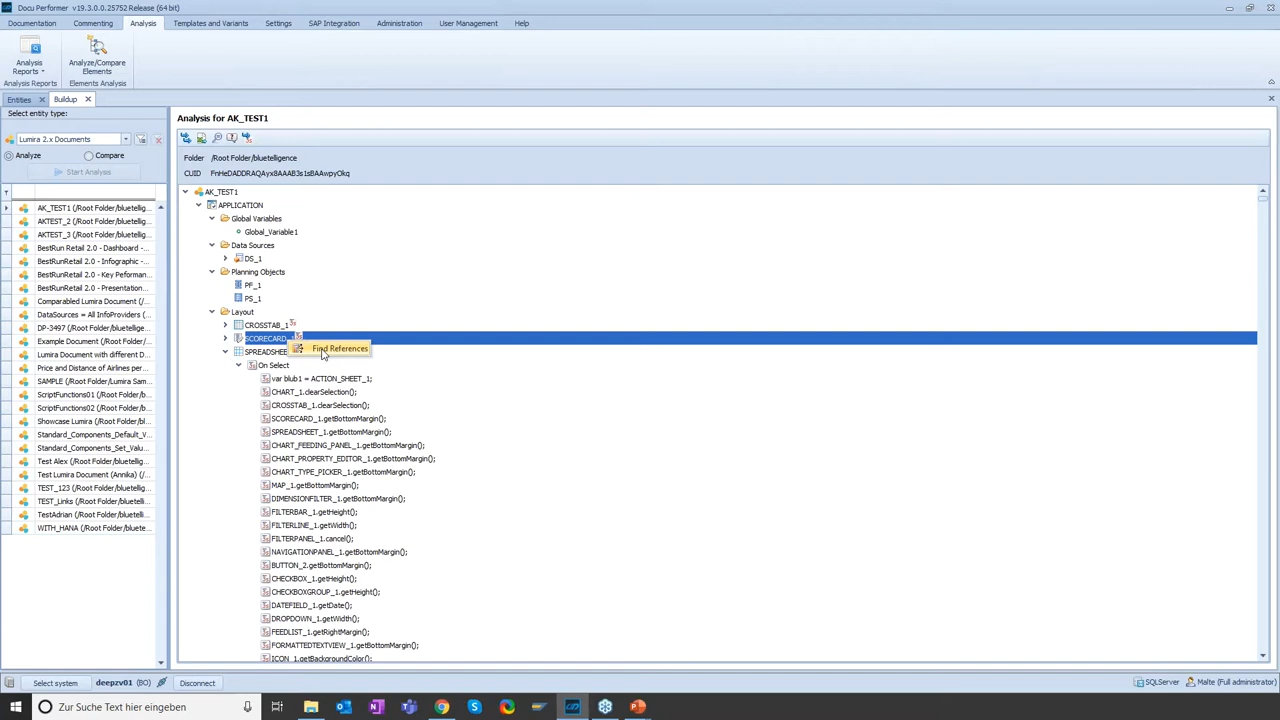 Docu Performer v19.3.0.0.25752 Release (64 bit)
Documentation Commenting Analysis Templates and Variants Settings SAP Integration Administration User Management Help
Analysis Reports
Analyze/Compare Elements
Analysis Reports Elements Analysis
Entities Buildup
Select entity type:
Lumira 2.x Documents
Analyze Compare
Start Analysis
AK_TEST1 (/Root Folder/bluetellig...
AKTEST_2 (/Root Folder/bluetellig...
AKTEST_3 (/Root Folder/bluetellig...
BestRun Retail 2.0 - Dashboard -...
BestRunRetail 2.0 - Infographic -...
BestRunRetail 2.0 - Key Peforman...
BestRunRetail 2.0 - Presentation...
Comparabled Lumira Document (/...
DataSources = All InfoProviders (...
DP-3497 (/Root Folder/bluetellige...
Example Document (/Root Folder/...
Lumira Document with different D...
Price and Distance of Airlines per...
SAMPLE (/Root Folder/Lumira Sam...
ScriptFunctions01 (/Root Folder/...
ScriptFunctions02 (/Root Folder/...
Showcase Lumira (/Root Folder/b...
Standard_Components_Default_V...
Standard_Components_Set_Valu...
Test Alex (/Root Folder/bluetellig...
Test Lumira Document (Annika) (/...
TEST_123 (/Root Folder/bluetellig...
TEST_Links (/Root Folder/bluetellig...
TestAdrian (/Root Folder/bluetellig...
WITH_HANA (/Root Folder/bluete...
Analysis for AK_TEST1
Folder /Root Folder/bluetelligence
CUID FnHeDADDRAQAyx8AAAB3s1sBAAwpyOkq
AK_TEST1
APPLICATION
Global Variables
Global_Variable1
Data Sources
DS_1
Planning Objects
PF_1
PS_1
Layout
CROSSTAB_1
SCORECARD_
Find References
SPREADSHEE
On Select
var blub1 = ACTION_SHEET_1;
CHART_1.clearSelection();
CROSSTAB_1.clearSelection();
SCORECARD_1.getBottomMargin();
SPREADSHEET_1.getBottomMargin();
CHART_FEEDING_PANEL_1.getBottomMargin();
CHART_PROPERTY_EDITOR_1.getBottomMargin();
CHART_TYPE_PICKER_1.getBottomMargin();
MAP_1.getBottomMargin();
DIMENSIONFILTER_1.getBottomMargin();
FILTERBAR_1.getHeight();
FILTERLINE_1.getWidth();
FILTERPANEL_1.cancel();
NAVIGATIONPANEL_1.getBottomMargin();
BUTTON_2.getBottomMargin();
CHECKBOX_1.getHeight();
CHECKBOXGROUP_1.getHeight();
DATEFIELD_1.getDate();
DROPDOWN_1.getWidth();
FEEDLIST_1.getRightMargin();
FORMATTEDTEXTVIEW_1.getBottomMargin();
ICON_1.getBackgroundColor();
Select system deepzv01 (BO) Disconnect SQLServer Malte (Full administrator)
Zur Suche Text hier eingeben